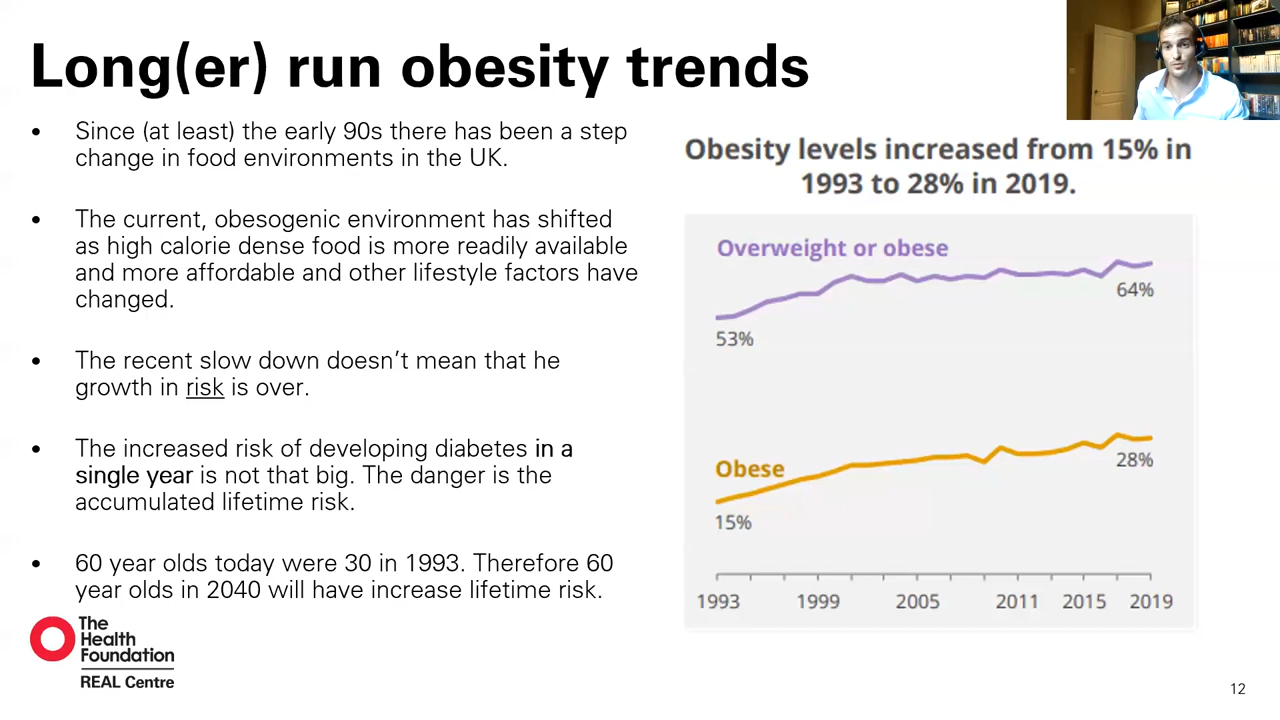 Long(er) run obesity trends
• Since (at least) the early 90s there has been a step
change in food environments in the UK.
• The current, obesogenic environment has shifted
as high calorie dense food is more readily available
and more affordable and other lifestyle factors have
changed.
• The recent slow down doesn't mean that he
growth in risk is over.
• The increased risk of developing diabetes in a
single year is not that big. The danger is the
accumulated lifetime risk.
• 60 year olds today were 30 in 1993. Therefore 60
year olds in 2040 will have increase lifetime risk.
The
Health
Foundation
REAL Centre
Obesity levels increased from 15% in
1993 to 28% in 2019.
Overweight or obese
64%
53%
Obese
28%
15%
1993 1999 2005 2011 2015 2019
12